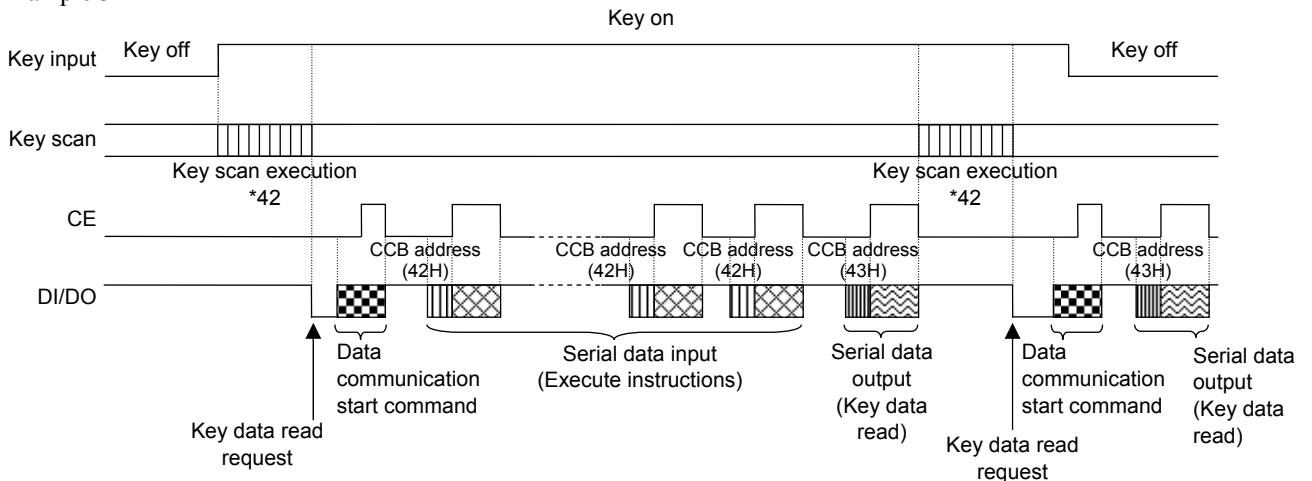 Key on
Key input
Key off
Key off
Key scan
Key scan execution
*42
Key scan execution
*42
CE
CCB address
(42H)
CCB address
(42H)
CCB address
(42H)
CCB address
(43H)
CCB address
(43H)
DI/DO
Data
communication
start command
Serial data input
(Execute instructions)
Serial data
output
(Key data
read)
Data
communication
start command
Serial data
output
(Key data
read)
Key data read
request
Key data read
request